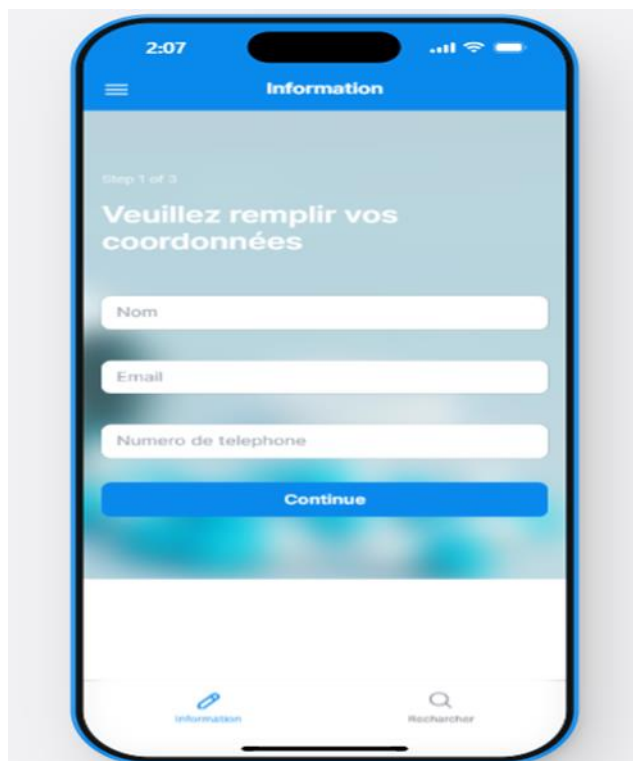 2:07
Information
Step 1 of 3
Veuillez remplir vos
coordonnées
Nom
Email
Numero de telephone
Continue
Information
Rechercher